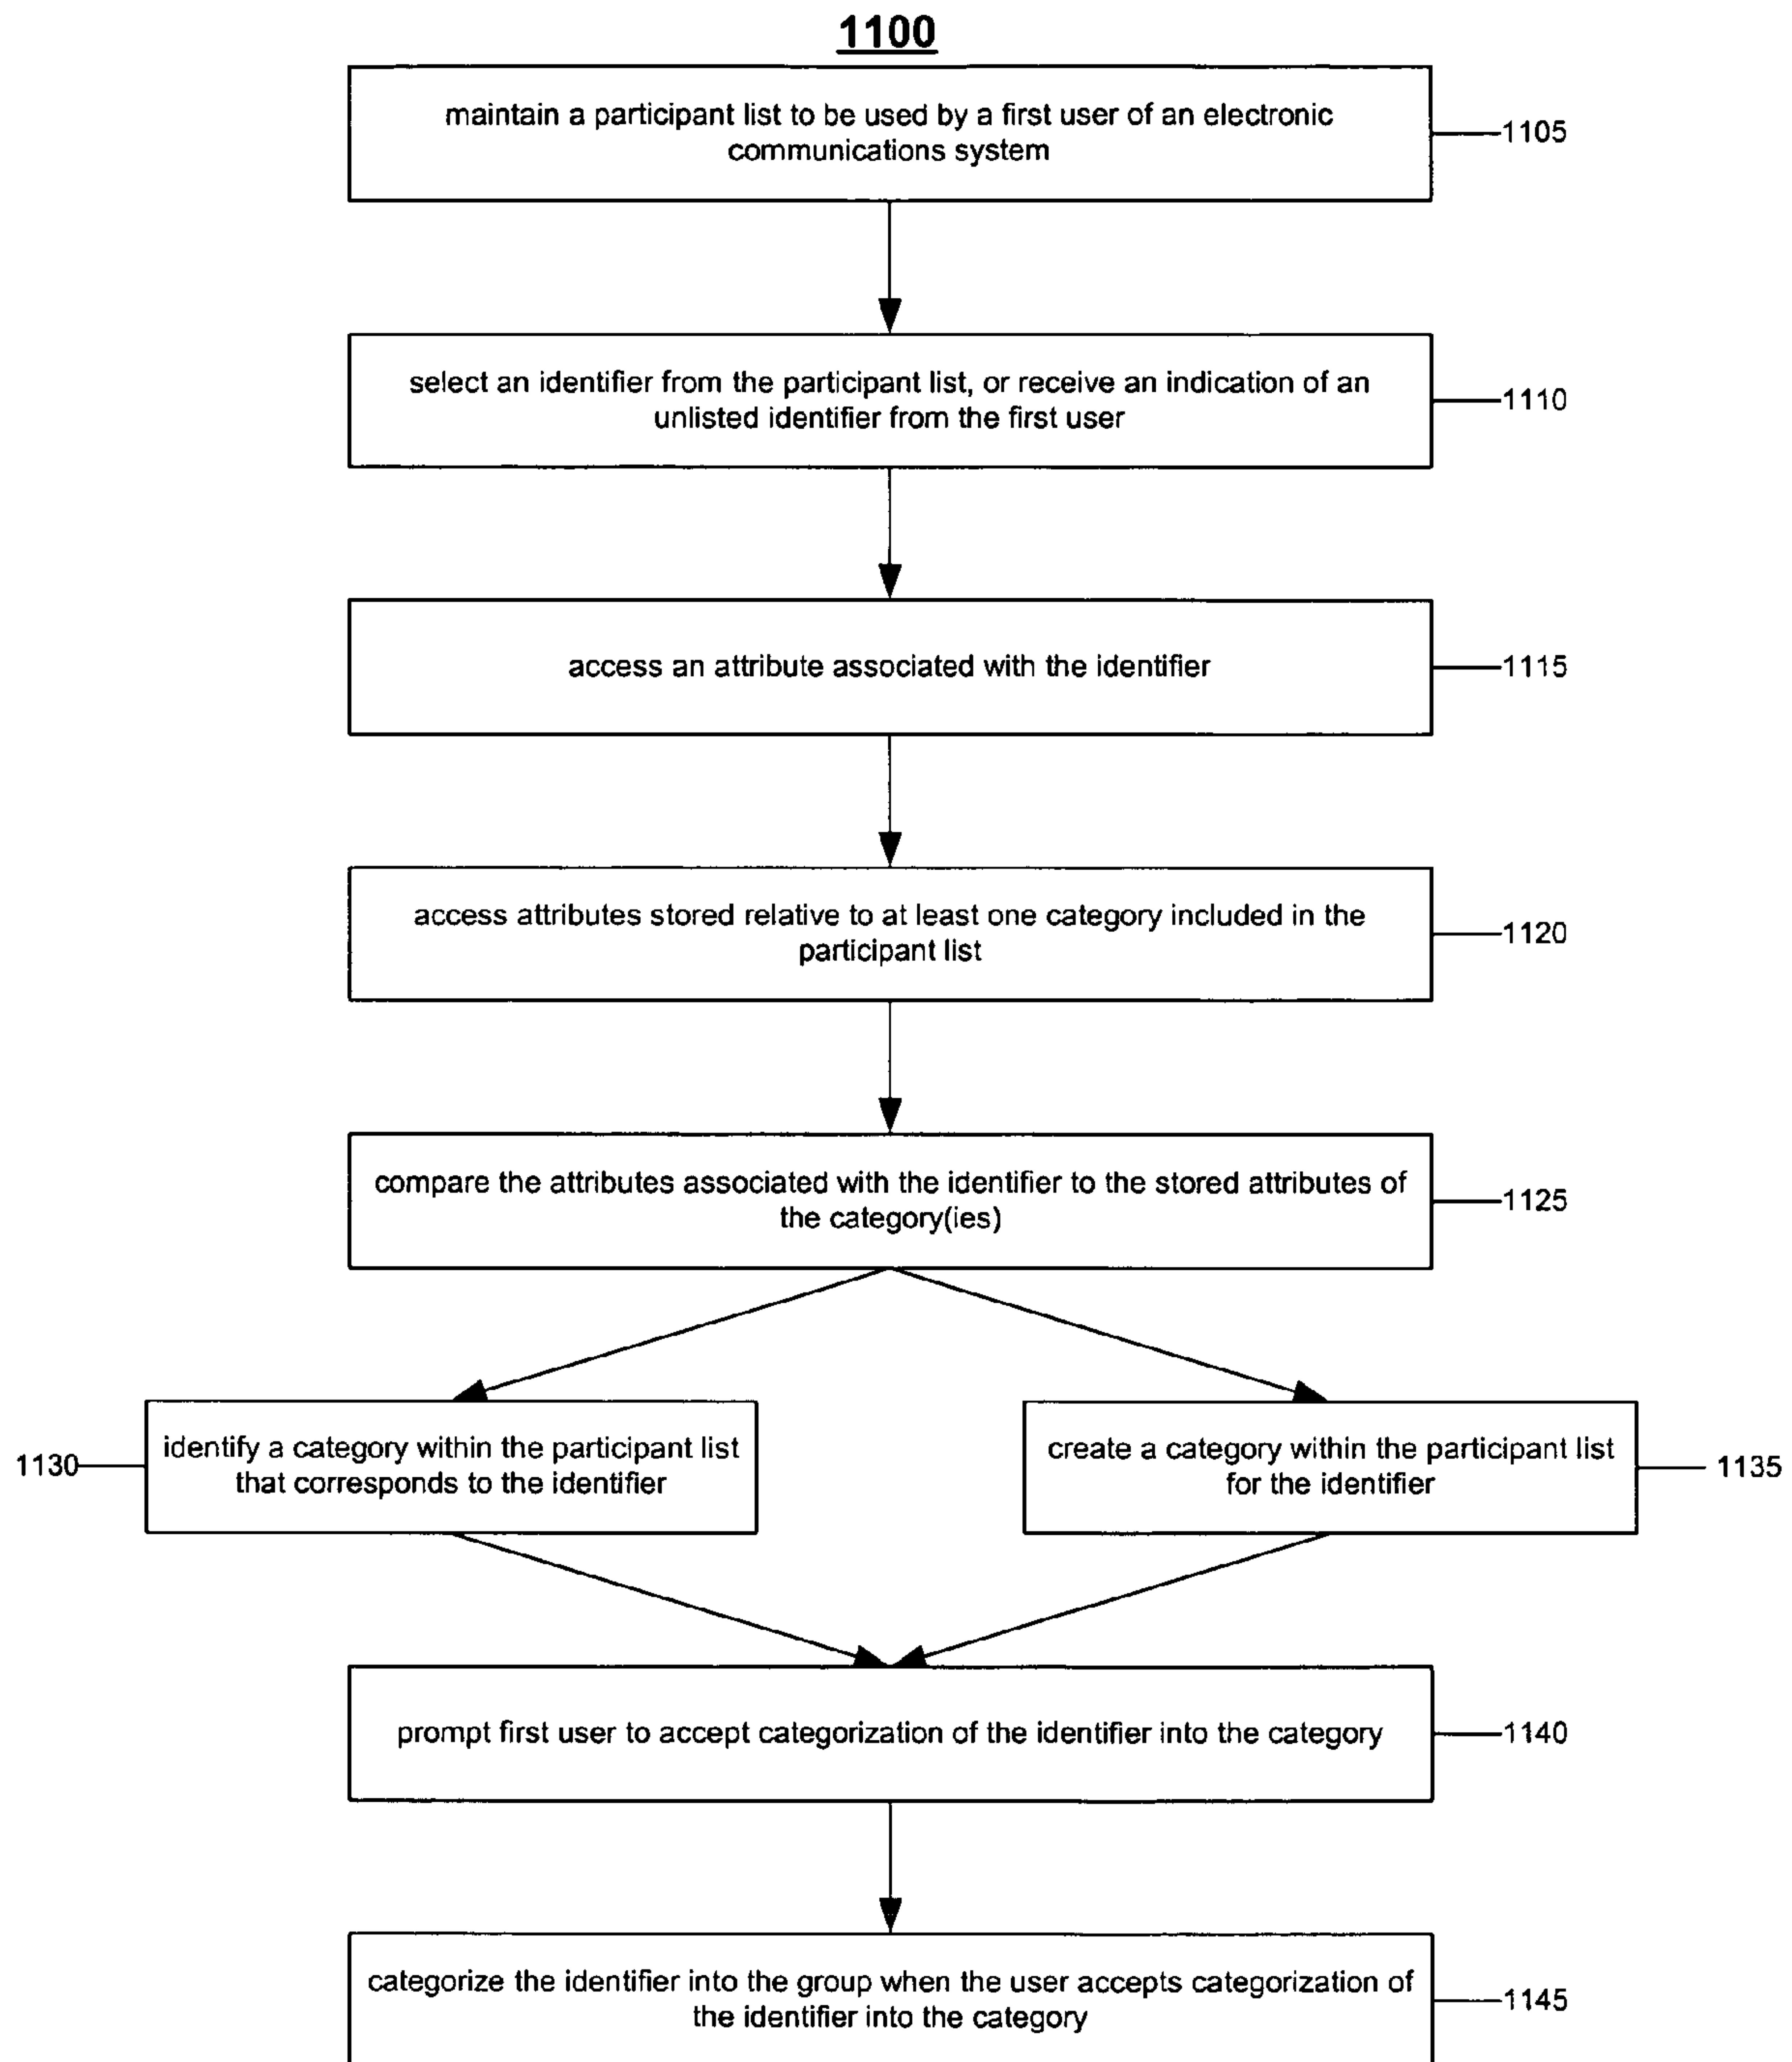 1100
maintain a participant list to be used by a first user of an electronic
communications system
1105
select an identifier from the participant list, or receive an indication of an
unlisted identifier from the first user
1110
access an attribute associated with the identifier
1115
access attributes stored relative to at least one category included in the
participant list
1120
compare the attributes associated with the identifier to the stored attributes of
the category(ies)
1125
1130
identify a category within the participant list
that corresponds to the identifier
create a category within the participant list
for the identifier
1135
prompt first user to accept categorization of the identifier into the category
1140
categorize the identifier into the group when the user accepts categorization of
the identifier into the category
1145